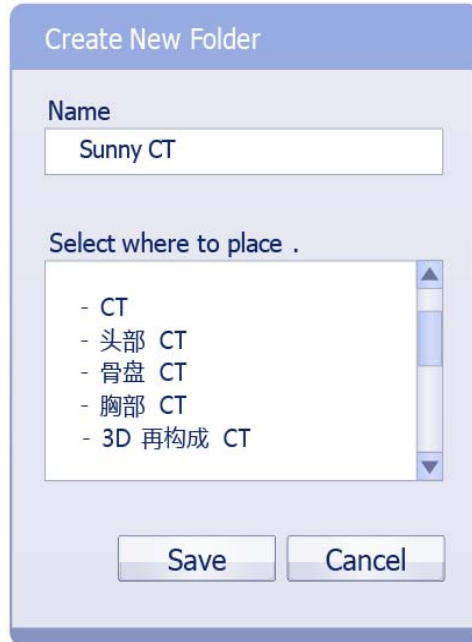 Create New Folder
Name
Sunny CT
Select where to place .
- CT
- 头部 CT
- 骨盘 CT
- 胸部 CT
- 3D 再构成 CT
Save
Cancel